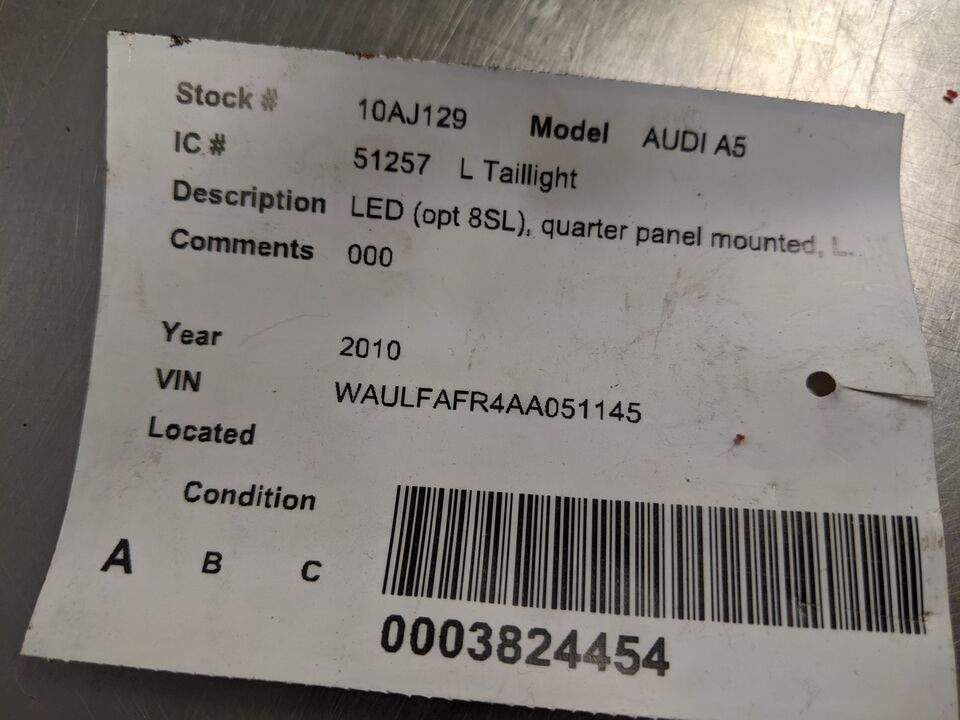 Stock # 10AJ129 Model AUDI A5
IC # 51257 L Taillight
Description LED (opt 8SL), quarter panel mounted, L.
Comments 000
Year 2010
VIN WAULFAFR4AA051145
Located
Condition
A B C
0003824454